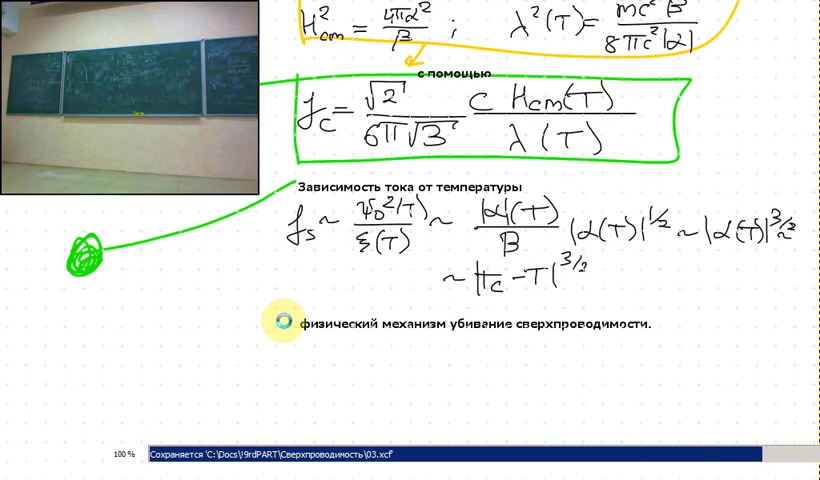 H²cm = 4πα²/β ; λ²(T) = mc²β/8πc²|α|
с помощью
jc = √2/6π√3 c Hcm(T)/λ(T)
Зависимость тока от температуры
js ~ Ψ₀²(T)/ξ(T) ~ |α|(T)/β |α(T)|^1/2 ~ |α(T)|^3/2 ~
~ |Tc - T|^3/2
физический механизм убивание сверхпроводимости.
100 % Сохраняется 'C:\Docs\!9rdPART\Сверхпроводимость\03.xcf'